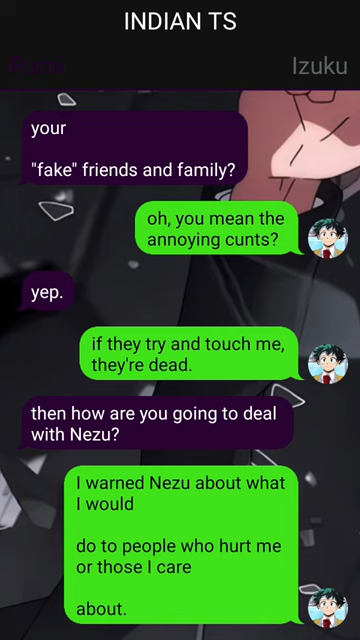 INDIAN TS
Izuku
your
"fake" friends and family?
oh, you mean the
annoying cunts?
yep.
if they try and touch me,
they're dead.
then how are you going to deal
with Nezu?
I warned Nezu about what
I would
do to people who hurt me
or those I care
about.